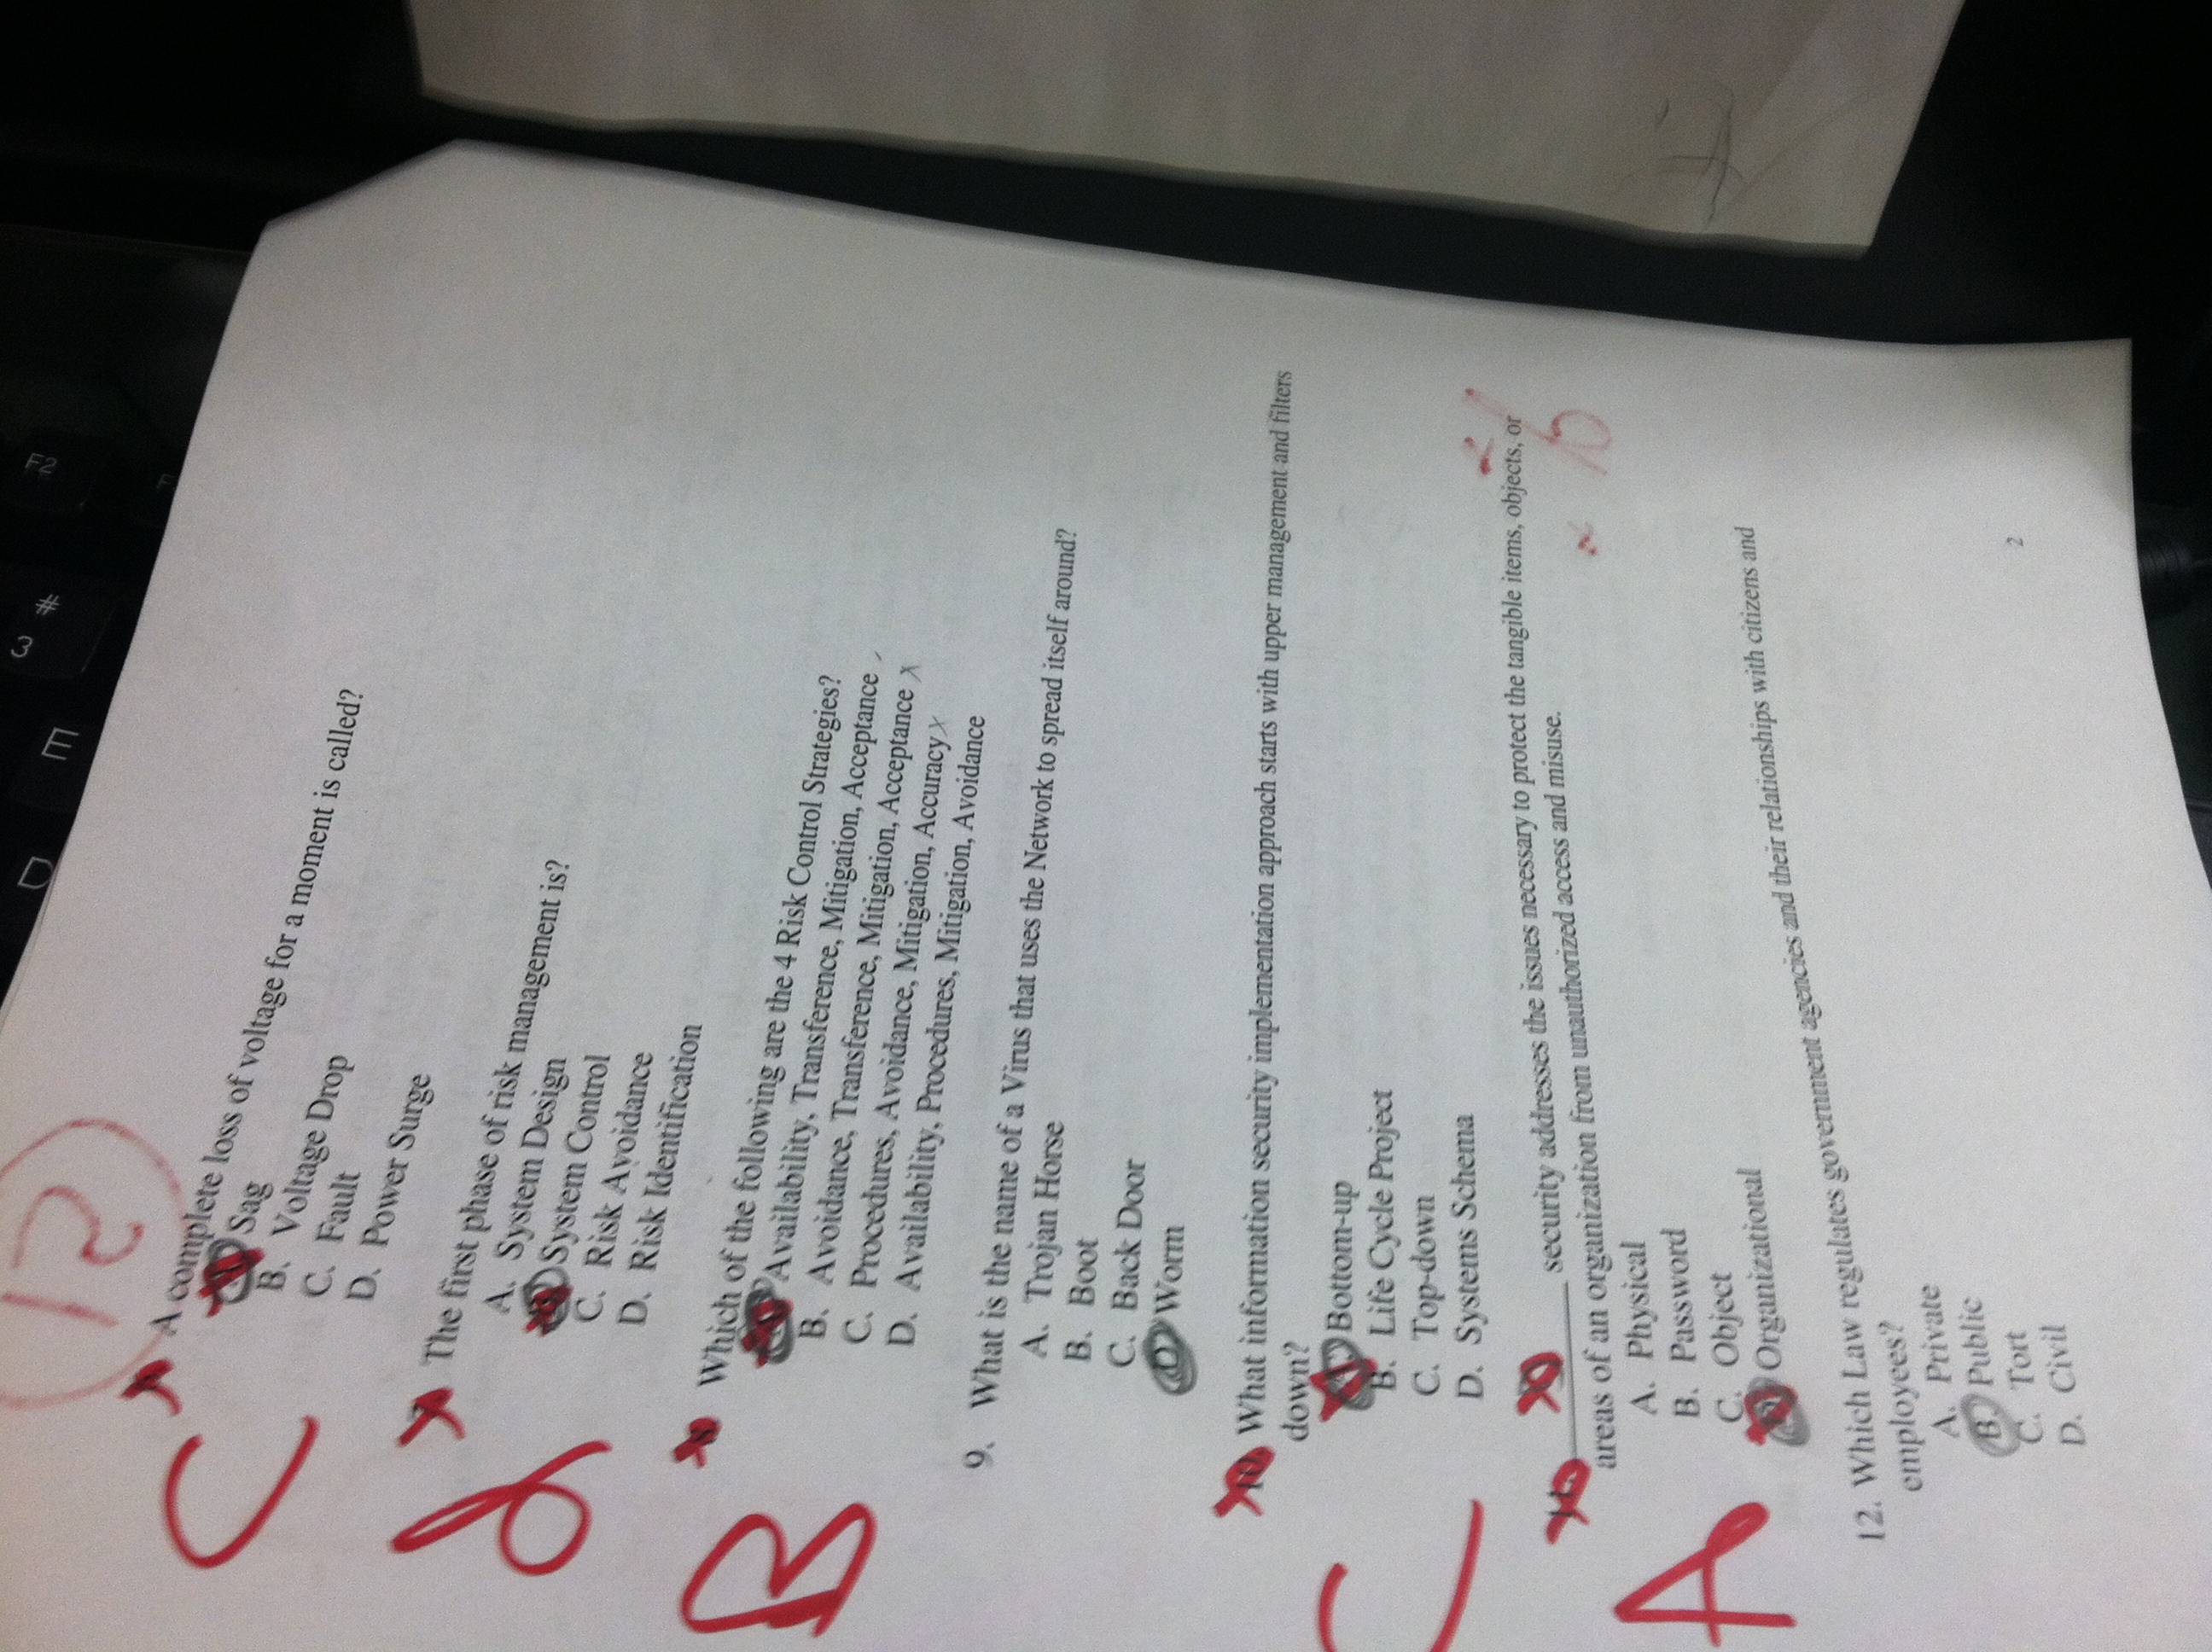 12
C
A complete loss of voltage for a moment is called?
Sag
B. Voltage Drop
C. Fault
D. Power Surge
d
The first phase of risk management is?
A. System Design
System Control
C. Risk Avoidance
D. Risk Identification
B
8 Which of the following are the 4 Risk Control Strategies?
Availability, Transference, Mitigation, Acceptance
B. Avoidance, Transference, Mitigation, Acceptance
C. Procedures, Avoidance, Mitigation, Accuracy x
D. Availability, Procedures, Mitigation, Avoidance
9. What is the name of a Virus that uses the Network to spread itself around?
A. Trojan Horse
B. Boot
C. Back Door
D. Worm
C
10. What information security implementation approach starts with upper management and filters
down?
A. Bottom-up
B. Life Cycle Project
C. Top-down
D. Systems Schema
A
11. security addresses the issues necessary to protect the tangible items, objects, or
areas of an organization from unauthorized access and misuse.
A. Physical
B. Password
C. Object
Organizational
12. Which Law regulates government agencies and their relationships with citizens and
employees?
A. Private
B. Public
C. Tort
D. Civil
2
F2
#
3
E
D